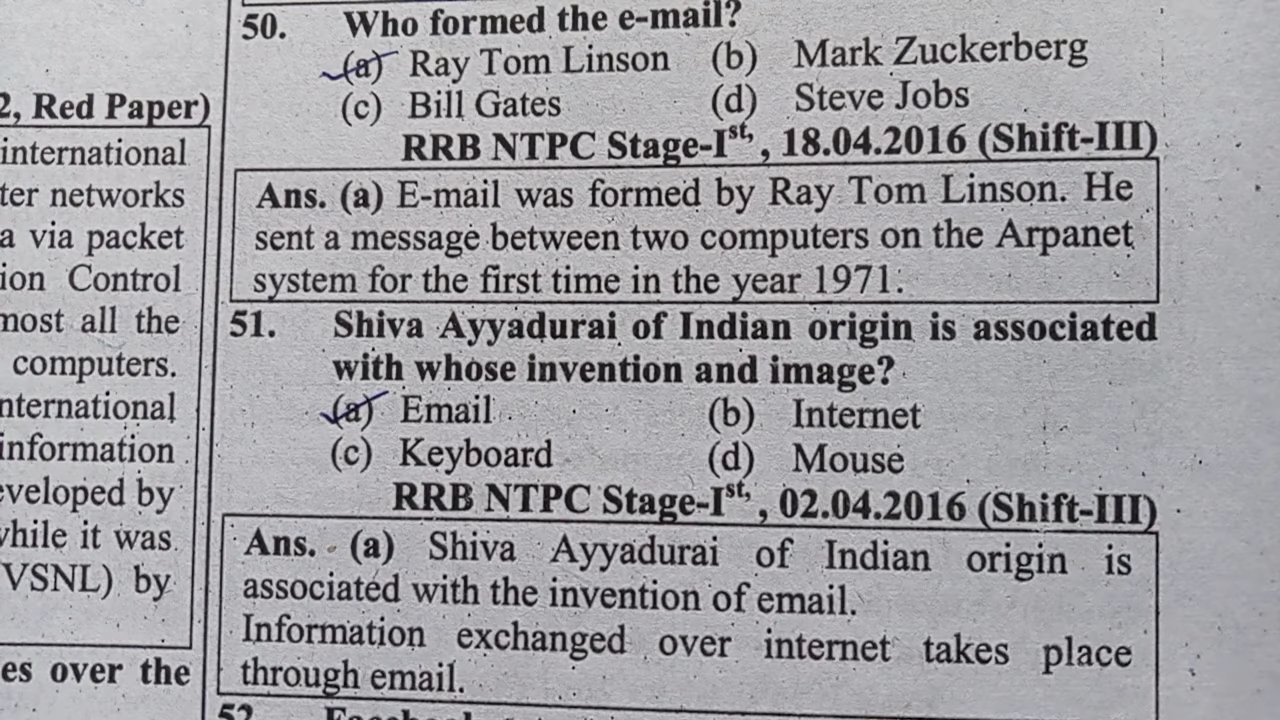 2, Red Paper)
international
ter networks
a via packet
ion Control
most all the
computers.
nternational
information
eveloped by
while it was
VSNL) by
es over the
50. Who formed the e-mail?
(a) Ray Tom Linson (b) Mark Zuckerberg
(c) Bill Gates (d) Steve Jobs
RRB NTPC Stage-Ist, , 18.04.2016 (Shift-III)
Ans. (a) E-mail was formed by Ray Tom Linson. He
sent a message between two computers on the Arpanet
system for the first time in the year 1971.
51. Shiva Ayyadurai of Indian origin is associated
with whose invention and image?
(a) Email (b) Internet
(c) Keyboard (d) Mouse
RRB NTPC Stage-Ist, , 02.04.2016 (Shift-III)
Ans. (a) Shiva Ayyadurai of Indian origin is
associated with the invention of email.
Information exchanged over internet takes place
through email.
52